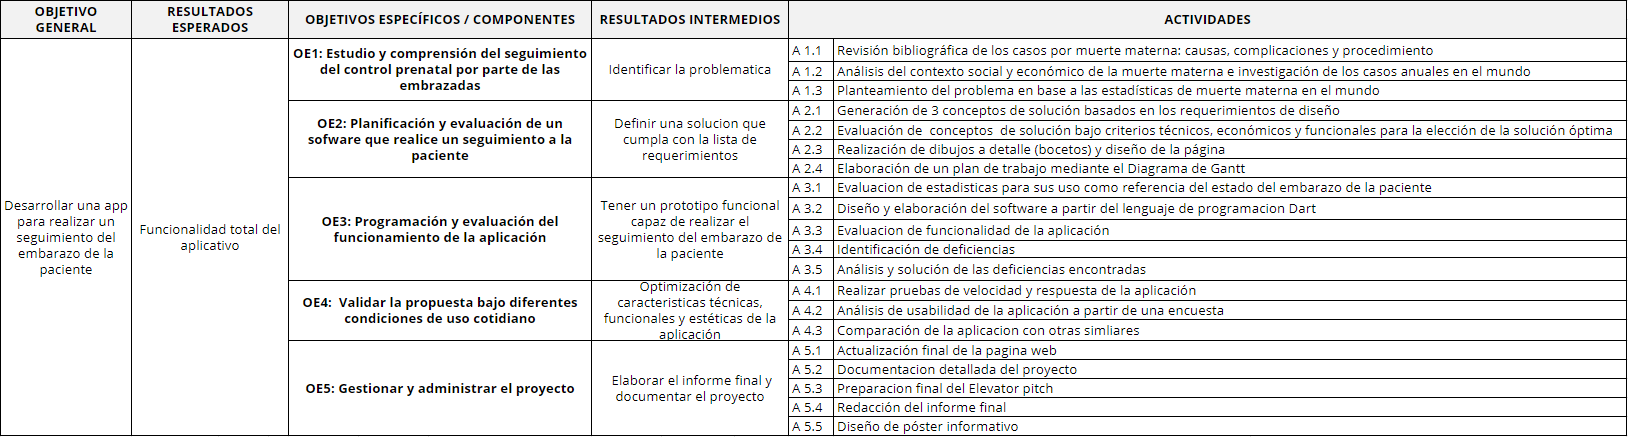 OBJETIVO
GENERAL
RESULTADOS
ESPERADOS
OBJETIVOS ESPECÍFICOS / COMPONENTES
RESULTADOS INTERMEDIOS
ACTIVIDADES
Desarrollar una app
para realizar un
seguimiento del
embarazo de la
paciente
Funcionalidad total del
aplicativo
OE1: Estudio y comprensión del seguimiento
del control prenatal por parte de las
embrazadas
Identificar la problematica
A 1.1 Revisión bibliográfica de los casos por muerte materna: causas, complicaciones y procedimiento
A 1.2 Análisis del contexto social y económico de la muerte materna e investigación de los casos anuales en el mundo
A 1.3 Planteamiento del problema en base a las estadísticas de muerte materna en el mundo
OE2: Planificación y evaluación de un
sofware que realice un seguimiento a la
paciente
Definir una solucion que
cumpla con la lista de
requerimientos
A 2.1 Generación de 3 conceptos de solución basados en los requerimientos de diseño
A 2.2 Evaluación de  conceptos  de solución bajo criterios técnicos, económicos y funcionales para la elección de la solución óptima
A 2.3 Realización de dibujos a detalle (bocetos) y diseño de la página
A 2.4 Elaboración de un plan de trabajo mediante el Diagrama de Gantt
OE3: Programación y evaluación del
funcionamiento de la aplicación
Tener un prototipo funcional
capaz de realizar el
seguimiento del embarazo de
la paciente
A 3.1 Evaluacion de estadisticas para sus uso como referencia del estado del embarazo de la paciente
A 3.2 Diseño y elaboración del software a partir del lenguaje de programacion Dart
A 3.3 Evaluacion de funcionalidad de la aplicación
A 3.4 Identificación de deficiencias
A 3.5 Análisis y solución de las deficiencias encontradas
OE4:  Validar la propuesta bajo diferentes
condiciones de uso cotidiano
Optimización de
caracteristicas técnicas,
funcionales y estéticas de la
aplicación
A 4.1 Realizar pruebas de velocidad y respuesta de la aplicación
A 4.2 Análisis de usabilidad de la aplicación a partir de una encuesta
A 4.3 Comparación de la aplicacion con otras simliares
OE5: Gestionar y administrar el proyecto
Elaborar el informe final y
documentar el proyecto
A 5.1 Actualización final de la pagina web
A 5.2 Documentacion detallada del proyecto
A 5.3 Preparacion final del Elevator pitch
A 5.4 Redacción del informe final
A 5.5 Diseño de póster informativo